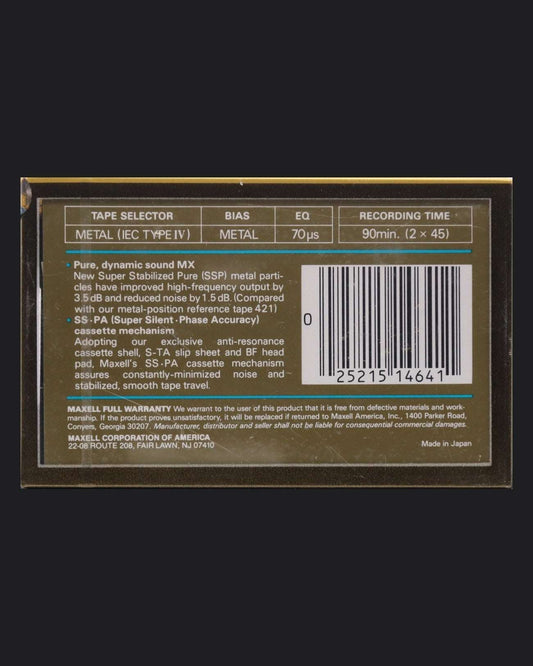 TAPE SELECTOR BIAS EQ RECORDING TIME
METAL (IEC TYPE IV) METAL 70μs 90min. (2 × 45)
• Pure, dynamic sound MX
New Super Stabilized Pure (SSP) metal parti-
cles have improved high-frequency output by
3.5 dB and reduced noise by 1.5 dB. (Compared
with our metal-position reference tape 421)
• SS·PA (Super Silent·Phase Accuracy)
cassette mechanism
Adopting our exclusive anti-resonance
cassette shell, S-TA slip sheet and BF head
pad, Maxell's SS·PA cassette mechanism
assures constantly-minimized noise and
stabilized, smooth tape travel.
0
25215 14641
MAXELL FULL WARRANTY We warrant to the user of this product that it is free from defective materials and work-
manship. If the product proves unsatisfactory, it will be replaced if returned to Maxell America, Inc., 1400 Parker Road,
Conyers, Georgia 30207. Manufacturer, distributor and seller shall not be liable for consequential commercial damages.
MAXELL CORPORATION OF AMERICA
22-08 ROUTE 208, FAIR LAWN, NJ 07410
Made in Japan